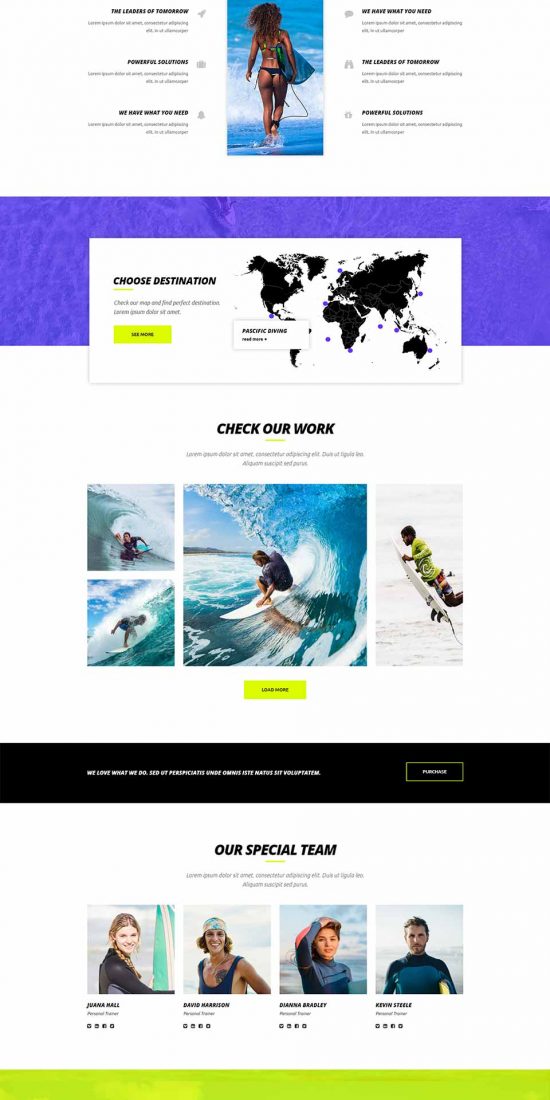 THE LEADERS OF TOMORROW
Lorem ipsum dolor sit amet, consectetur adipiscing
elit. In ut ullamcorper
POWERFUL SOLUTIONS
Lorem ipsum dolor sit amet, consectetur adipiscing
elit. In ut ullamcorper
WE HAVE WHAT YOU NEED
Lorem ipsum dolor sit amet, consectetur adipiscing
elit. In ut ullamcorper
WE HAVE WHAT YOU NEED
Lorem ipsum dolor sit amet, consectetur adipiscing
elit. In ut ullamcorper
THE LEADERS OF TOMORROW
Lorem ipsum dolor sit amet, consectetur adipiscing
elit. In ut ullamcorper
POWERFUL SOLUTIONS
Lorem ipsum dolor sit amet, consectetur adipiscing
elit. In ut ullamcorper
CHOOSE DESTINATION
Check our map and find perfect destination.
Lorem ipsum dolor sit amet.
SEE MORE
PASCIFIC DIVING
read more
CHECK OUR WORK
Lorem ipsum dolor sit amet, consectetur adipiscing elit. Duis ut ligula leo.
Aliquam suscipit sed purus.
LOAD MORE
WE LOVE WHAT WE DO. SED UT PERSPICIATIS UNDE OMNIS ISTE NATUS SIT VOLUPTATEM.
PURCHASE
OUR SPECIAL TEAM
Lorem ipsum dolor sit amet, consectetur adipiscing elit. Duis ut ligula leo.
Aliquam suscipit sed purus.
JUANA HALL
Personal Trainer
DAVID HARRISON
Personal Trainer
DIANNA BRADLEY
Personal Trainer
KEVIN STEELE
Personal Trainer